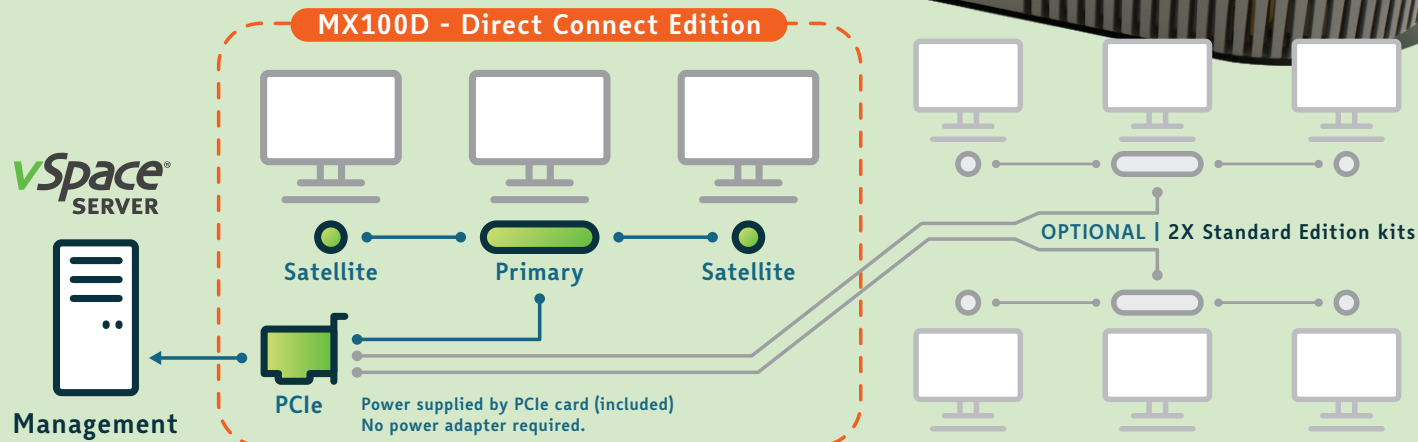 MX100D - Direct Connect Edition
vSpace®
SERVER
Satellite
Primary
Satellite
OPTIONAL | 2X Standard Edition kits
PCIe
Power supplied by PCIe card (included)
No power adapter required.
Management